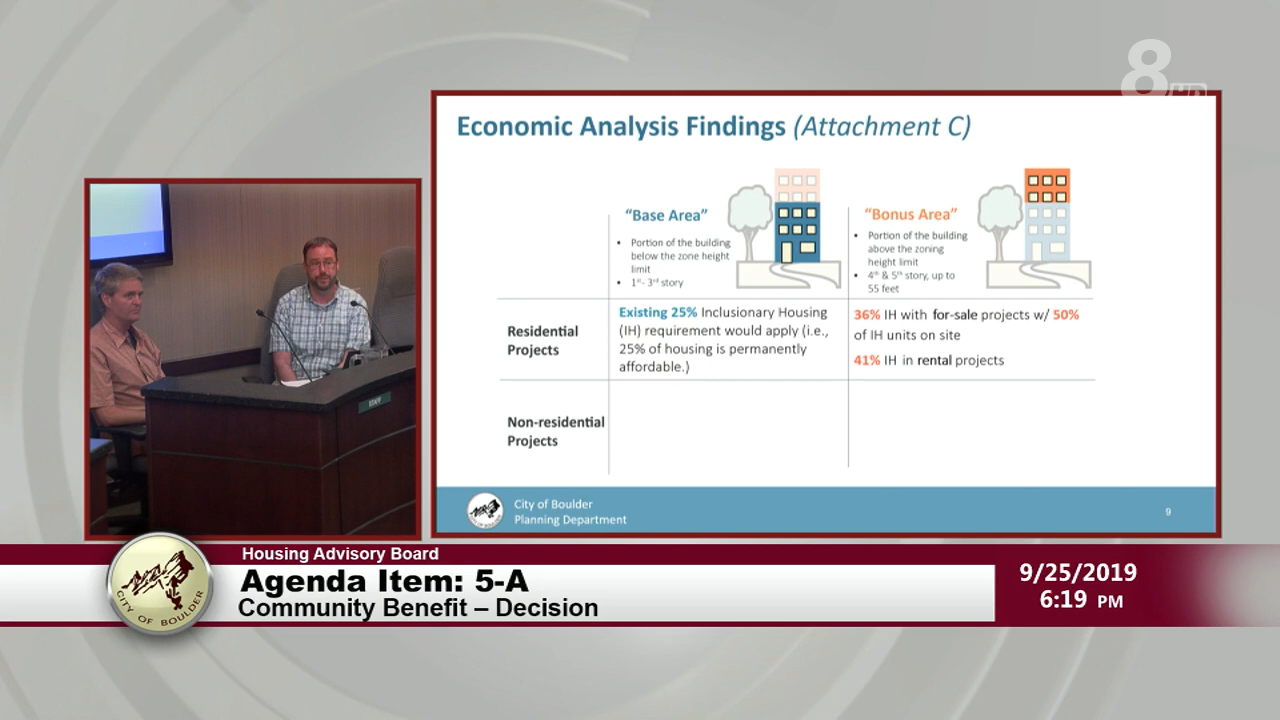 8
HD
Economic Analysis Findings (Attachment C)
"Base Area"
• Portion of the building
below the zone height
limit
• 1st- 3rd story
"Bonus Area"
• Portion of the building
above the zoning
height limit
• 4th & 5th story, up to
55 feet
Residential
Projects
Existing 25% Inclusionary Housing
(IH) requirement would apply (i.e.,
25% of housing is permanently
affordable.)
36% IH with for-sale projects w/ 50%
of IH units on site
41% IH in rental projects
Non-residential
Projects
City of Boulder
Planning Department
9
STAFF
Housing Advisory Board
Agenda Item: 5-A
Community Benefit – Decision
CITY OF BOULDER
9/25/2019
6:19 PM